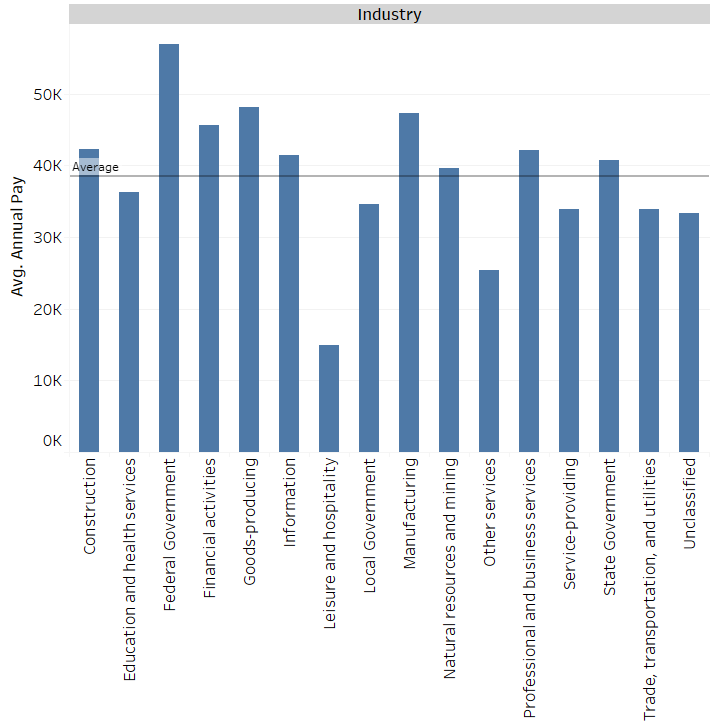 Industry
Avg. Annual Pay
50K
40K
30K
20K
10K
0K
Average
Construction
Education and health services
Federal Government
Financial activities
Goods-producing
Information
Leisure and hospitality
Local Government
Manufacturing
Natural resources and mining
Other services
Professional and business services
Service-providing
State Government
Trade, transportation, and utilities
Unclassified